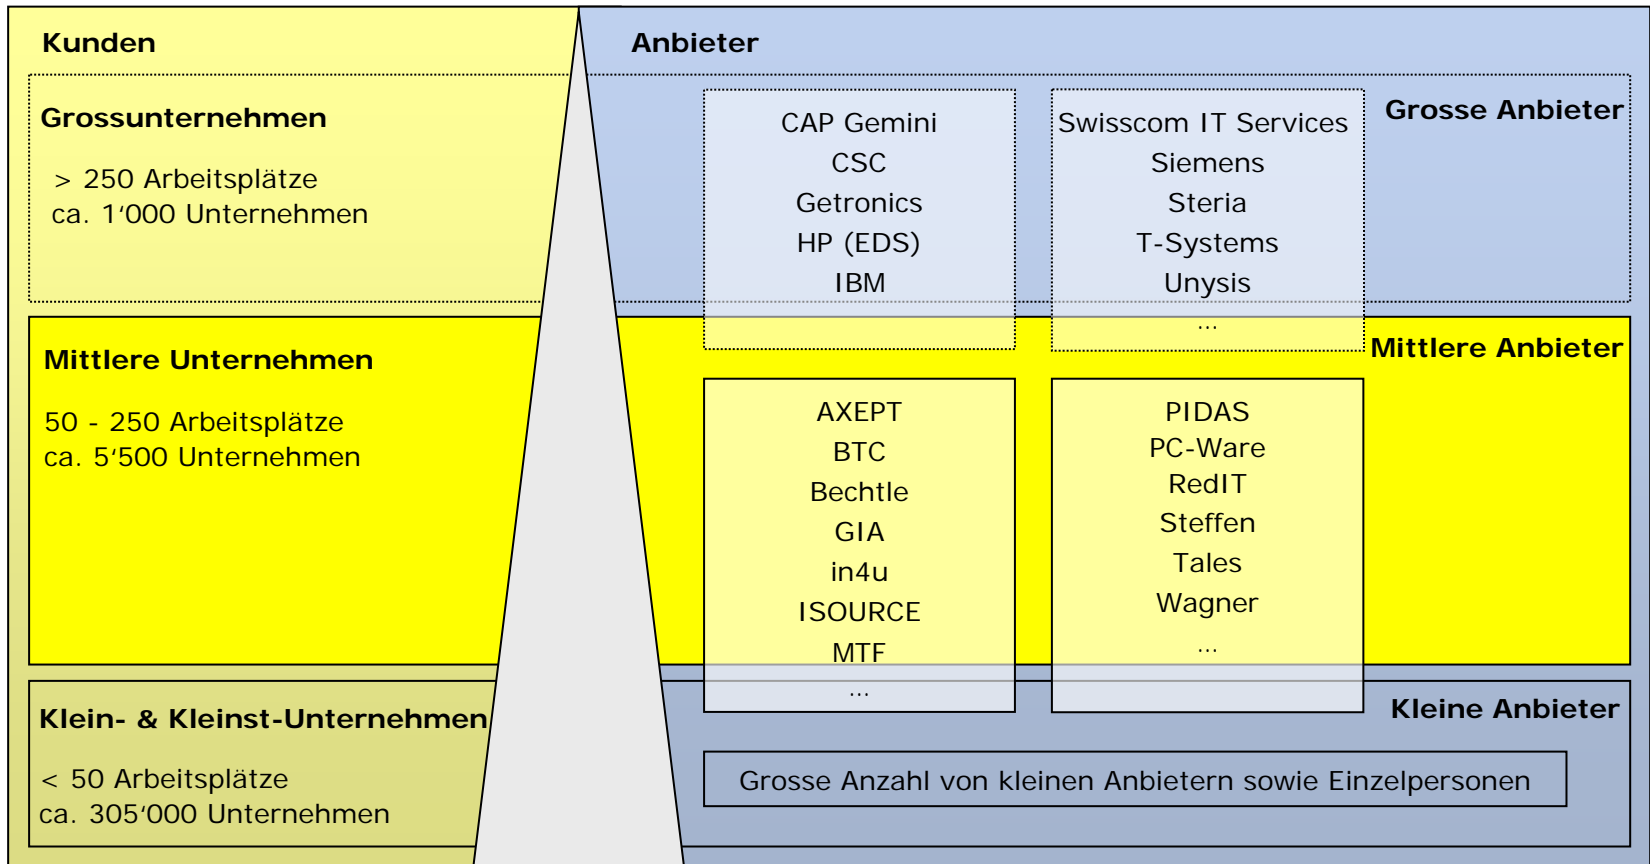 Kunden
Anbieter
Grossunternehmen
> 250 Arbeitsplätze
ca. 1‘000 Unternehmen
CAP Gemini
CSC
Getronics
HP (EDS)
IBM
Swisscom IT Services
Siemens
Steria
T-Systems
Unysis
...
Grosse Anbieter
Mittlere Unternehmen
50 - 250 Arbeitsplätze
ca. 5‘500 Unternehmen
AXEPT
BTC
Bechtle
GIA
in4u
ISOURCE
MTF
...
PIDAS
PC-Ware
RedIT
Steffen
Tales
Wagner
...
Mittlere Anbieter
Klein- & Kleinst-Unternehmen
< 50 Arbeitsplätze
ca. 305‘000 Unternehmen
Kleine Anbieter
Grosse Anzahl von kleinen Anbietern sowie Einzelpersonen